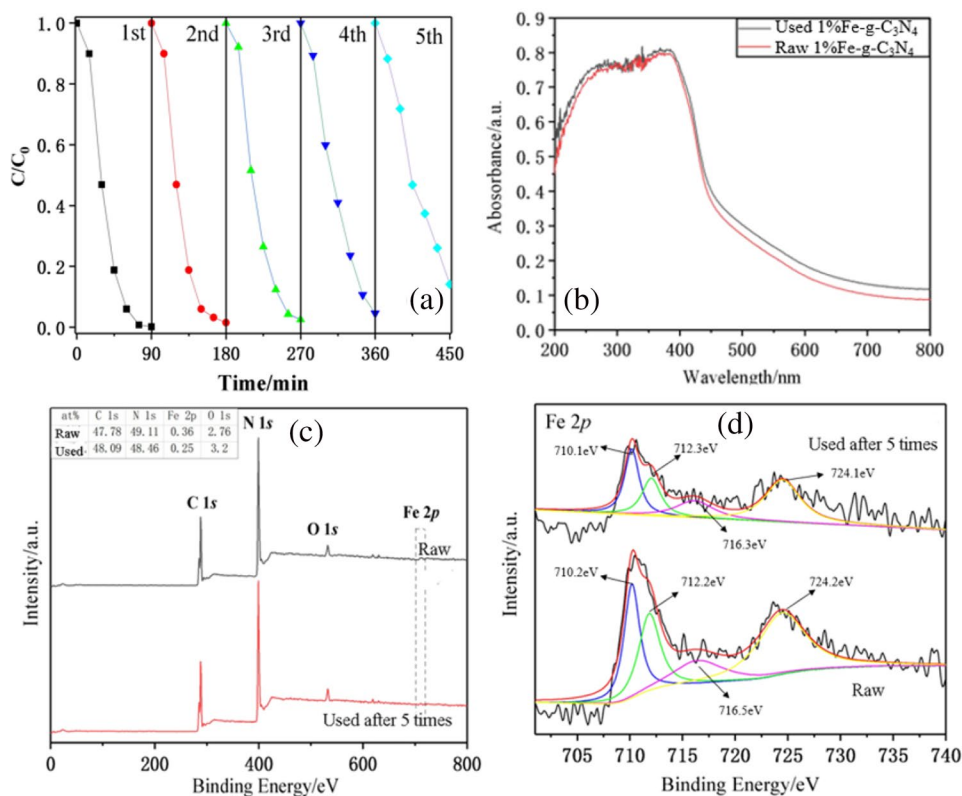 1.0
0.8
0.6
0.4
0.2
0.0
C/C₀
1st
2nd
3rd
4th
5th
(a)
0
90
180
270
360
450
Time/min
0.9
0.8
0.7
0.6
0.5
0.4
0.3
0.2
0.1
0.0
Abosorbance/a.u.
Used 1%Fe-g-C₃N₄
Raw 1%Fe-g-C₃N₄
(b)
200
300
400
500
600
700
800
Wavelength/nm
at% C 1s N 1s Fe 2p O 1s
Raw 47.78 49.11 0.36 2.76
Used 48.09 48.46 0.25 3.2
N 1s
(c)
C 1s
O 1s
Fe 2p
Raw
Used after 5 times
Intensity/a.u.
0
200
400
600
800
Binding Energy/eV
Fe 2p
(d)
Used after 5 times
710.1eV
712.3eV
724.1eV
716.3eV
710.2eV
712.2eV
724.2eV
716.5eV
Raw
Intensity/a.u.
705
710
715
720
725
730
735
740
Binding Energy/eV